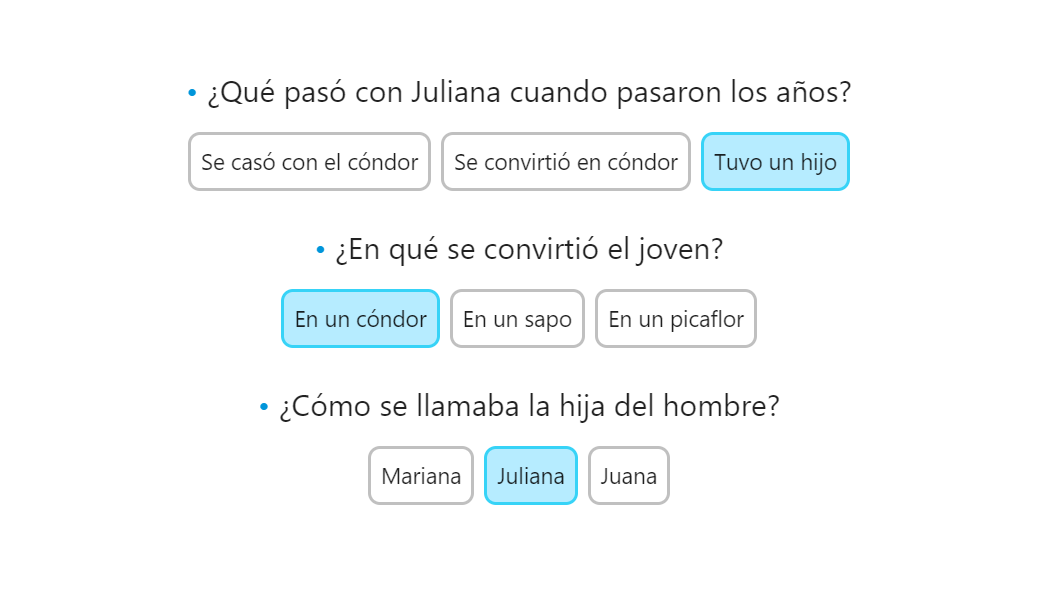 • ¿Qué pasó con Juliana cuando pasaron los años?
Se casó con el cóndor Se convirtió en cóndor Tuvo un hijo
• ¿En qué se convirtió el joven?
En un cóndor En un sapo En un picaflor
• ¿Cómo se llamaba la hija del hombre?
Mariana Juliana Juana